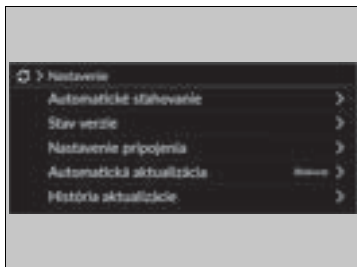 Nastavenie
Automatické sťahovanie
Stav verzie
Nastavenie pripojenia
Automatická aktualizácia
História aktualizácie